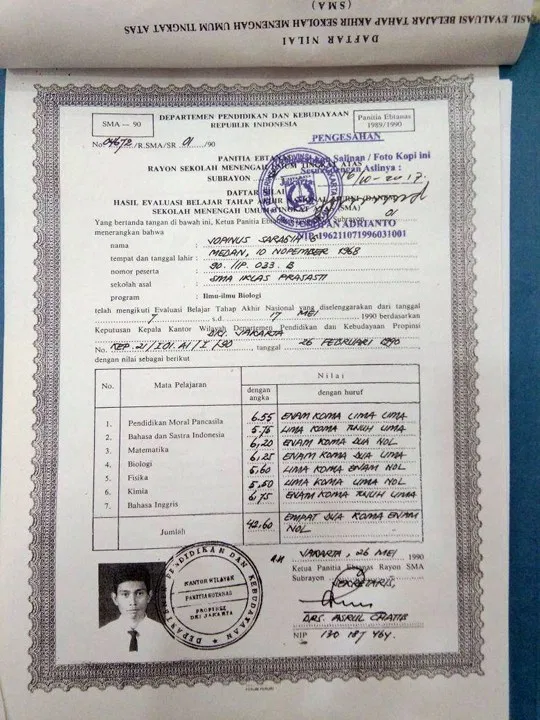 DAFTAR NILAI
HASIL EVALUASI BELAJAR TAHAP AKHIR SEKOLAH MENENGAH UMUM TINGKAT ATAS
(SMA)
SMA — 90
DEPARTEMEN PENDIDIKAN DAN KEBUDAYAAN
REPUBLIK INDONESIA
Panitia Ebtanas
1989/1990
No. /R.SMA/SR 01 /90
PENGESAHAN
PANITIA EBTANAS Salinan / Foto Kopi ini
RAYON SEKOLAH MENENGAH UMUM TINGKAT ATAS
Sesuai dengan Aslinya :
SUBRAYON
/10-2017
DAFTAR NILAI
HASIL EVALUASI BELAJAR TAHAP AKHIR NASIONAL MURNI
SEKOLAH MENENGAH UMUM TINGKAT ATAS (SMA)
ADRIANTO
NIP.196211071996031001
Yang bertanda tangan di bawah ini, Ketua Panitia Ebtanas Subrayon
menerangkan bahwa
nama : YOPINUS
tempat dan tanggal lahir : MEDAN, 10 NOPEMBER 1968
nomor peserta : 90./IP. 033. B
sekolah asal : SMA IKLAS PRASASTI
program : Ilmu-ilmu Biologi
telah mengikuti Evaluasi Belajar Tahap Akhir Nasional yang diselenggarakan dari tanggal
7 s.d. 17 MEI 1990 berdasarkan
Keputusan Kepala Kantor Wilayah Departemen Pendidikan dan Kebudayaan Propinsi
DKI JAKARTA
No. KEP. 21/I01.A1/I/90 tanggal 26 FEBRUARI 1990
dengan nilai sebagai berikut
No. Mata Pelajaran Nilai
dengan angka dengan huruf
1. Pendidikan Moral Pancasila 6.55 ENAM KOMA LIMA LIMA
2. Bahasa dan Sastra Indonesia 5.75 LIMA KOMA TUJUH LIMA
3. Matematika 6,20 ENAM KOMA DUA NOL
4. Biologi 6.25 ENAM KOMA DUA LIMA
5. Fisika 5.60 LIMA KOMA ENAM NOL
6. Kimia 5.50 LIMA KOMA LIMA NOL
7. Bahasa Inggris 6.75 ENAM KOMA TUJUH LIMA
Jumlah 42.60 EMPAT DUA KOMA ENAM
NOL
JAKARTA, 26 MEI 1990
Ketua Panitia Ebtanas Rayon SMA
Subrayon
SEKRETARIS,
DEPARTEMEN PENDIDIKAN DAN KEBUDAYAAN
KANTOR WILAYAH
PANITIA EBTANAS
PROPINSI
DKI JAKARTA
DRS. ASRUL
NIP 130 187 464.